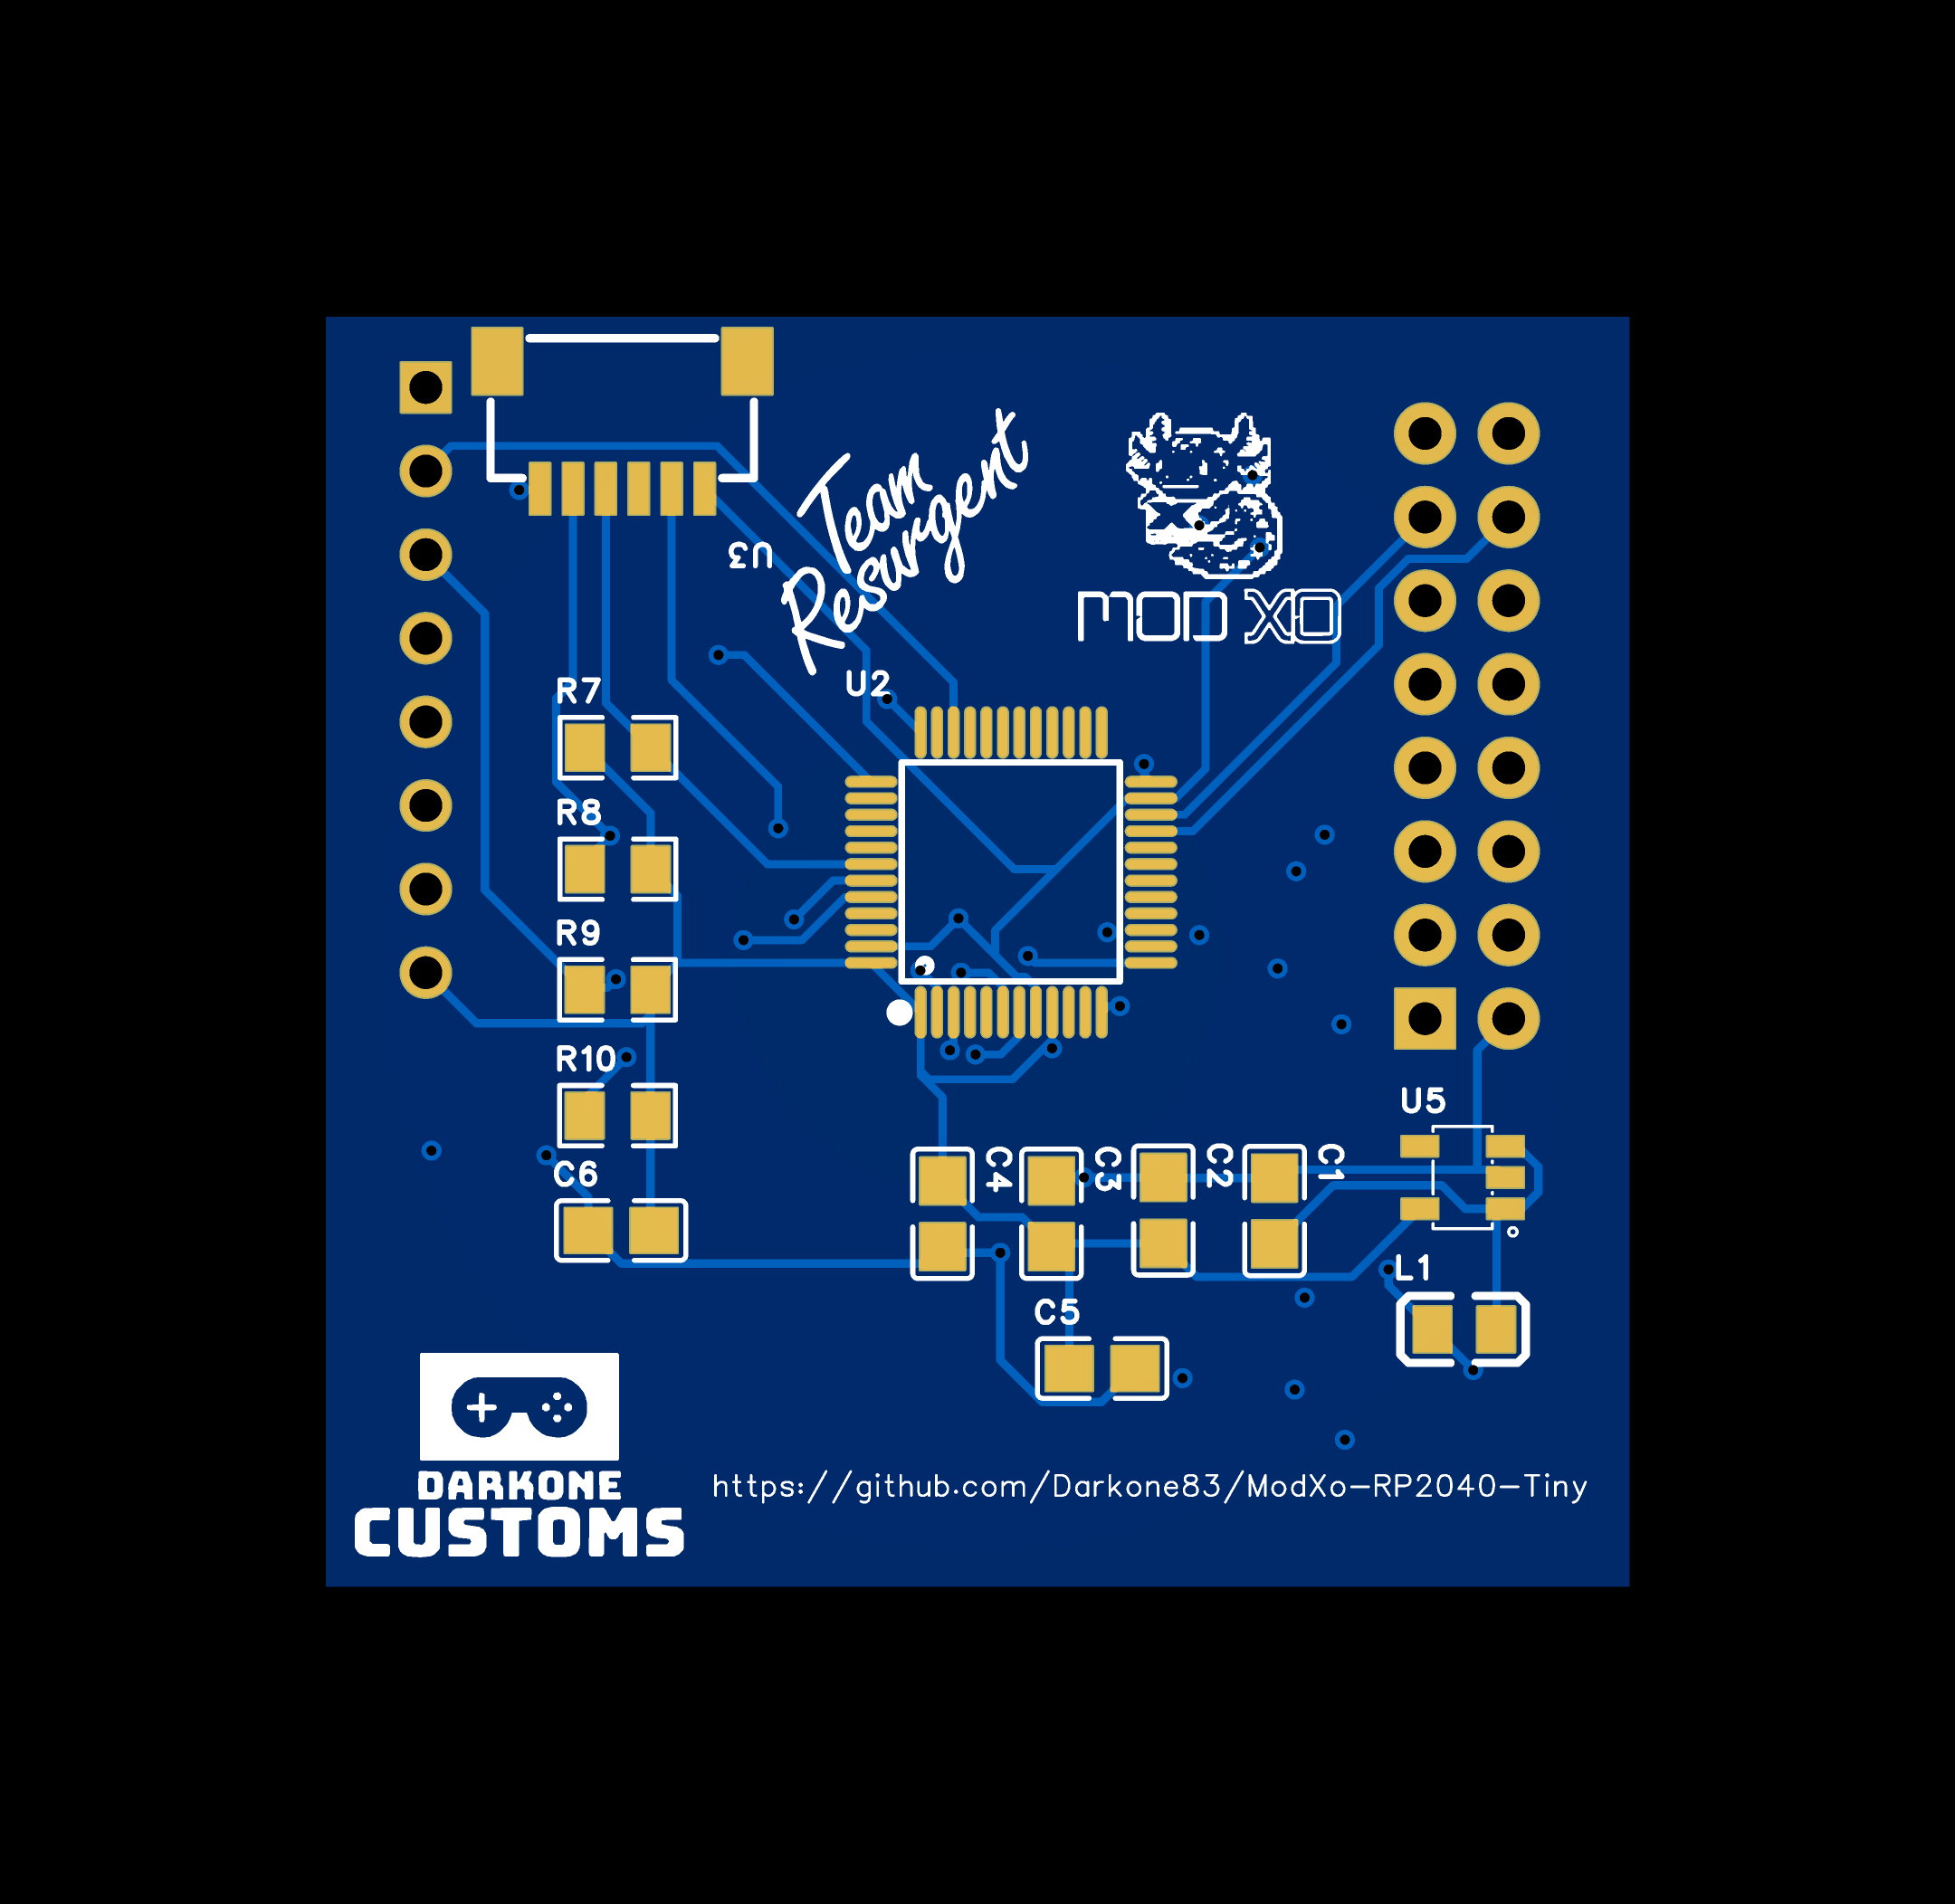 Team
Resurgent
MOD XO
U3
U2
R7
R8
R9
R10
C6
U5
C4
C3
C2
C1
L1
C5
DARKONE
CUSTOMS
https://github.com/Darkone83/ModXo-RP2040-Tiny